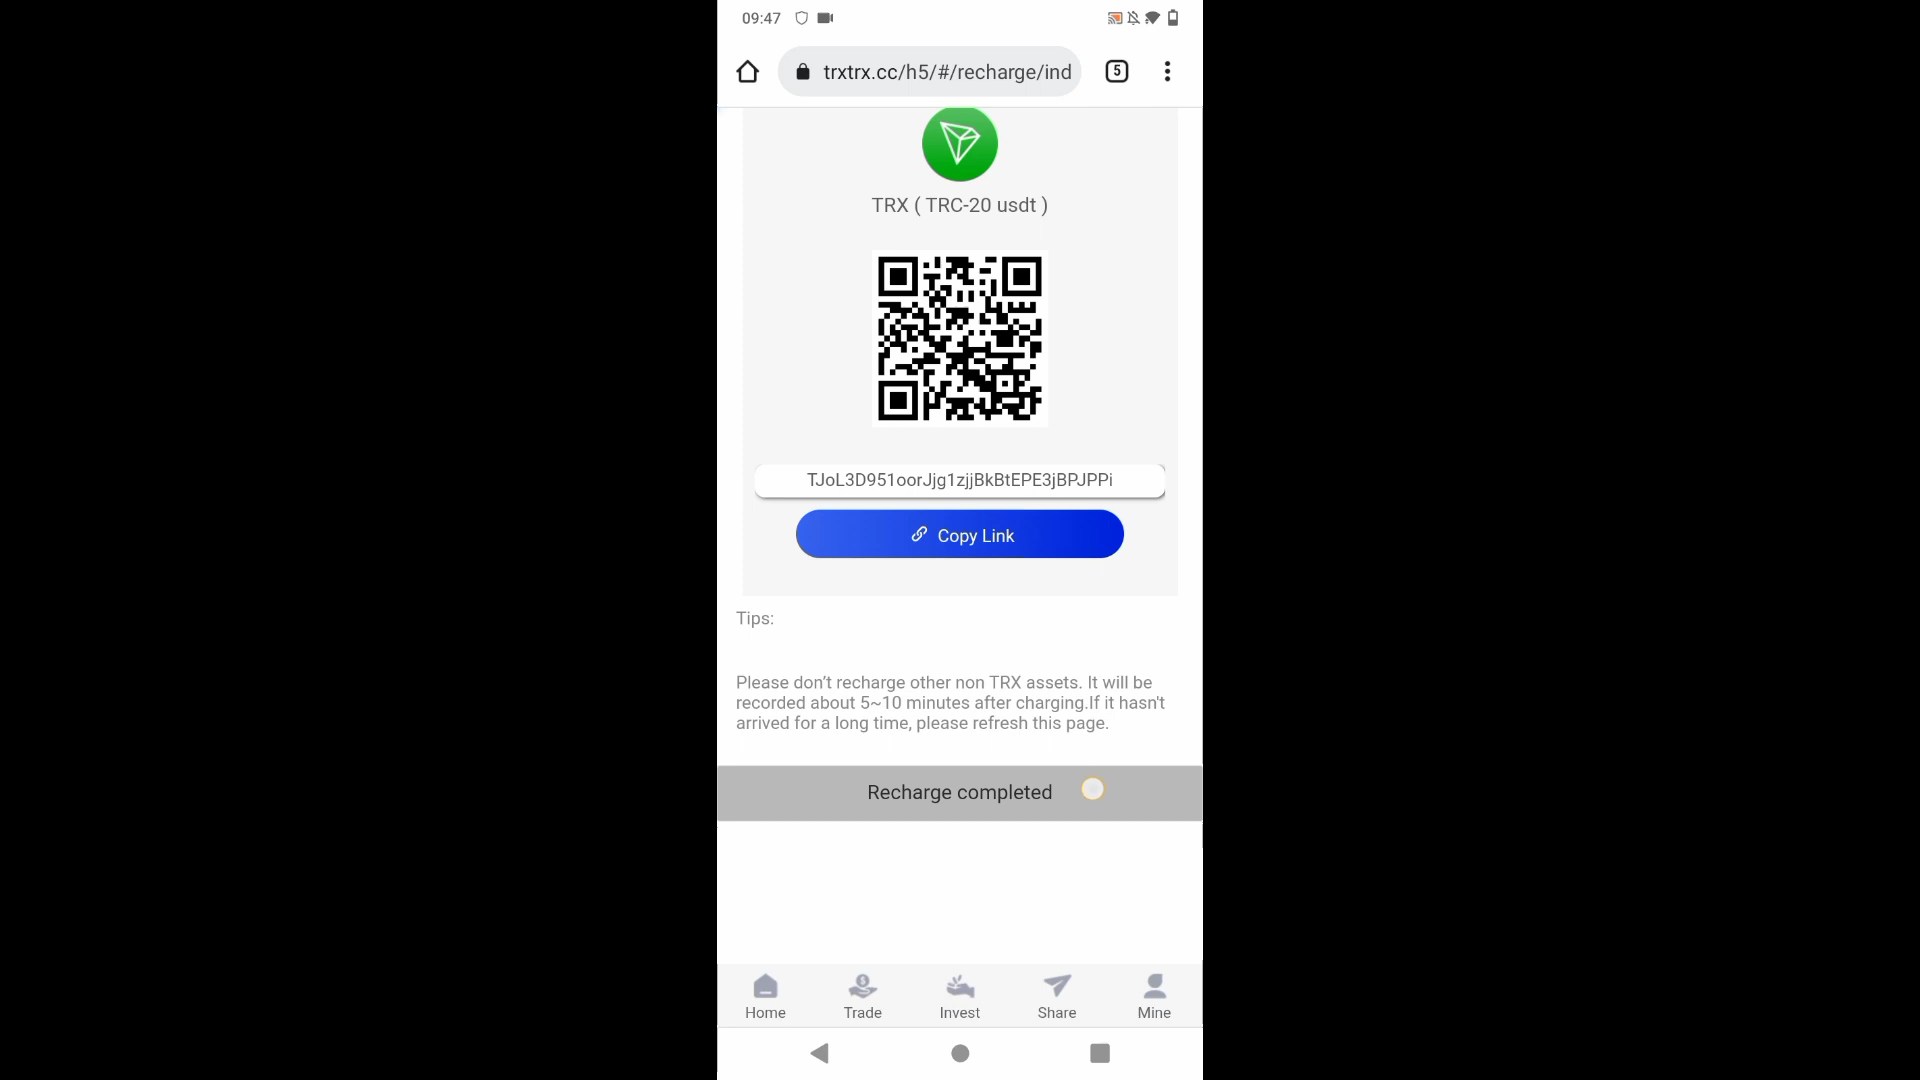 09:47
trxtrx.cc/h5/#/recharge/ind
5
TRX ( TRC-20 usdt )
TJoL3D951oorJjg1zjjBkBtEPE3jBPJPPi
Copy Link
Tips:
Please don't recharge other non TRX assets. It will be
recorded about 5~10 minutes after charging.If it hasn't
arrived for a long time, please refresh this page.
Recharge completed
Home Trade Invest Share Mine